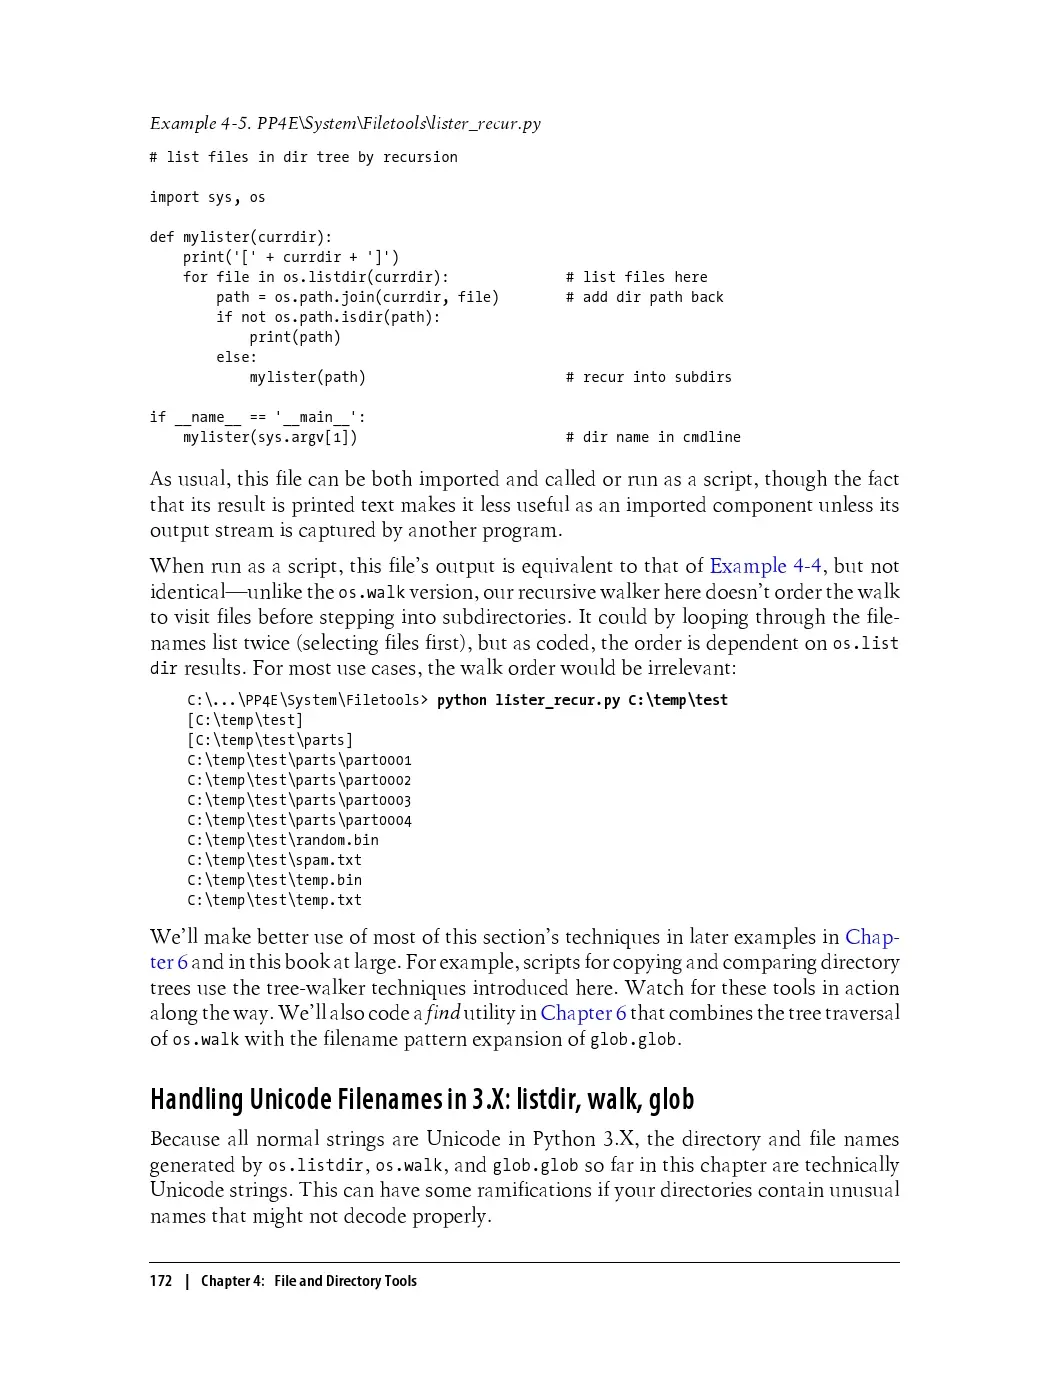 Example 4-5. PP4E\System\Filetools\lister_recur.py
# list files in dir tree by recursion
import sys, os
def mylister(currdir):
    print('[' + currdir + ']')
    for file in os.listdir(currdir):              # list files here
        path = os.path.join(currdir, file)        # add dir path back
        if not os.path.isdir(path):
            print(path)
        else:
            mylister(path)                        # recur into subdirs
if __name__ == '__main__':
    mylister(sys.argv[1])                         # dir name in cmdline
As usual, this file can be both imported and called or run as a script, though the fact
that its result is printed text makes it less useful as an imported component unless its
output stream is captured by another program.
When run as a script, this file’s output is equivalent to that of Example 4-4, but not
identical—unlike the os.walk version, our recursive walker here doesn’t order the walk
to visit files before stepping into subdirectories. It could by looping through the file-
names list twice (selecting files first), but as coded, the order is dependent on os.list
dir results. For most use cases, the walk order would be irrelevant:
C:\...\PP4E\System\Filetools> python lister_recur.py C:\temp\test
[C:\temp\test]
[C:\temp\test\parts]
C:\temp\test\parts\part0001
C:\temp\test\parts\part0002
C:\temp\test\parts\part0003
C:\temp\test\parts\part0004
C:\temp\test\random.bin
C:\temp\test\spam.txt
C:\temp\test\temp.bin
C:\temp\test\temp.txt
We’ll make better use of most of this section’s techniques in later examples in Chap-
ter 6 and in this book at large. For example, scripts for copying and comparing directory
trees use the tree-walker techniques introduced here. Watch for these tools in action
along the way. We’ll also code a find utility in Chapter 6 that combines the tree traversal
of os.walk with the filename pattern expansion of glob.glob.
Handling Unicode Filenames in 3.X: listdir, walk, glob
Because all normal strings are Unicode in Python 3.X, the directory and file names
generated by os.listdir, os.walk, and glob.glob so far in this chapter are technically
Unicode strings. This can have some ramifications if your directories contain unusual
names that might not decode properly.
172 | Chapter 4: File and Directory Tools